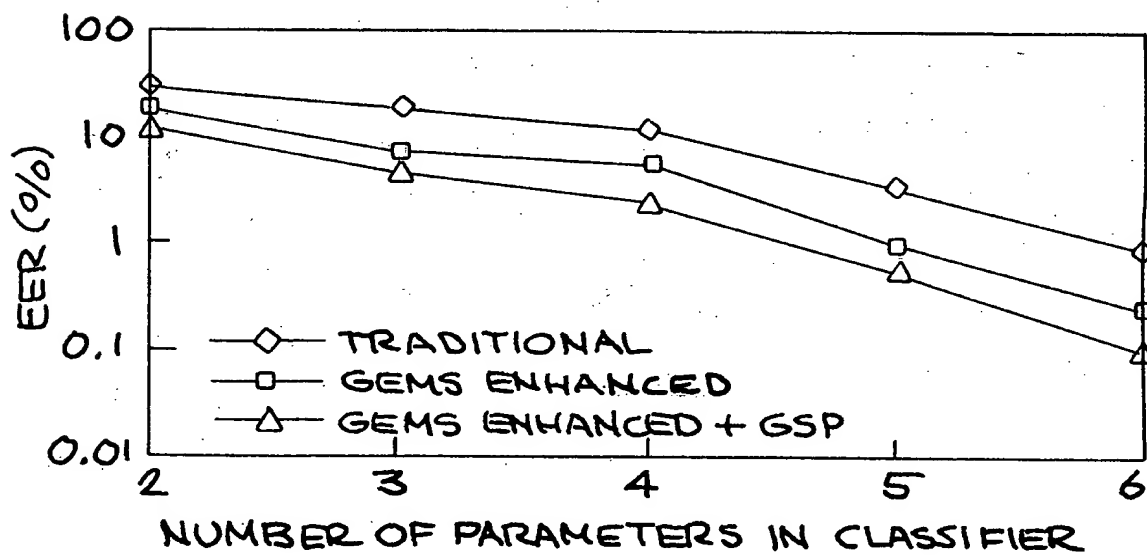 100
10
1
0.1
0.01
EER (%)
TRADITIONAL
GEMS ENHANCED
GEMS ENHANCED + GSP
2 3 4 5 6
NUMBER OF PARAMETERS IN CLASSIFIER